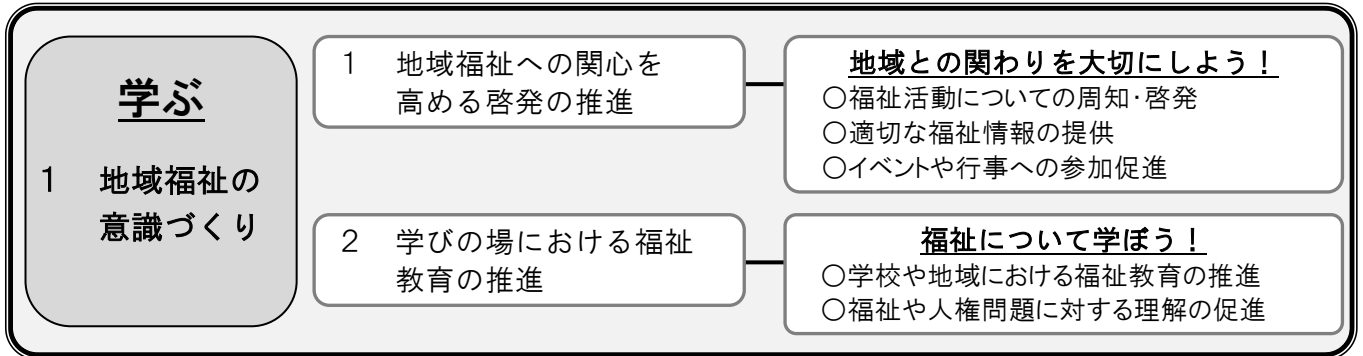 学ぶ
1 地域福祉の
意識づくり
1 地域福祉への関心を
高める啓発の推進
地域との関わりを大切にしよう！
○福祉活動についての周知・啓発
○適切な福祉情報の提供
○イベントや行事への参加促進
2 学びの場における福祉
教育の推進
福祉について学ぼう！
○学校や地域における福祉教育の推進
○福祉や人権問題に対する理解の促進